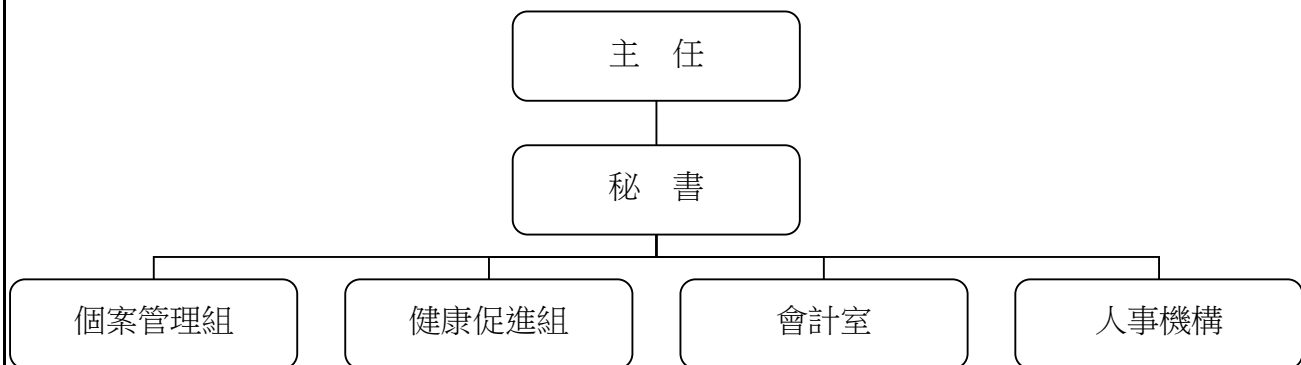 主　任
秘　書
個案管理組
健康促進組
會計室
人事機構